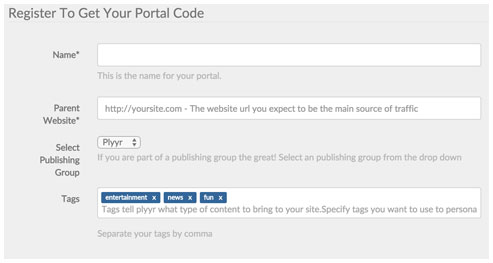 Register To Get Your Portal Code
Name*
This is the name for your portal.
Parent
Website*
http://yoursite.com - The website url you expect to be the main source of traffic
Select
Publishing
Group
Plyyr
If you are part of a publishing group the great! Select an publishing group from the drop down
Tags
entertainment x news x fun x
Tags tell plyyr what type of content to bring to your site.Specify tags you want to use to persona
Separate your tags by comma